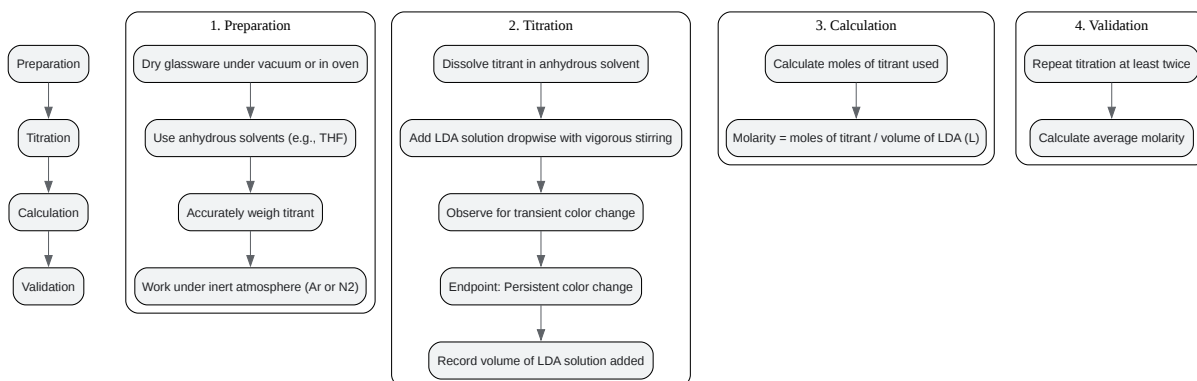 Preparation
Titration
Calculation
Validation
1. Preparation
Dry glassware under vacuum or in oven
Use anhydrous solvents (e.g., THF)
Accurately weigh titrant
Work under inert atmosphere (Ar or N2)
2. Titration
Dissolve titrant in anhydrous solvent
Add LDA solution dropwise with vigorous stirring
Observe for transient color change
Endpoint: Persistent color change
Record volume of LDA solution added
3. Calculation
Calculate moles of titrant used
Molarity = moles of titrant / volume of LDA (L)
4. Validation
Repeat titration at least twice
Calculate average molarity